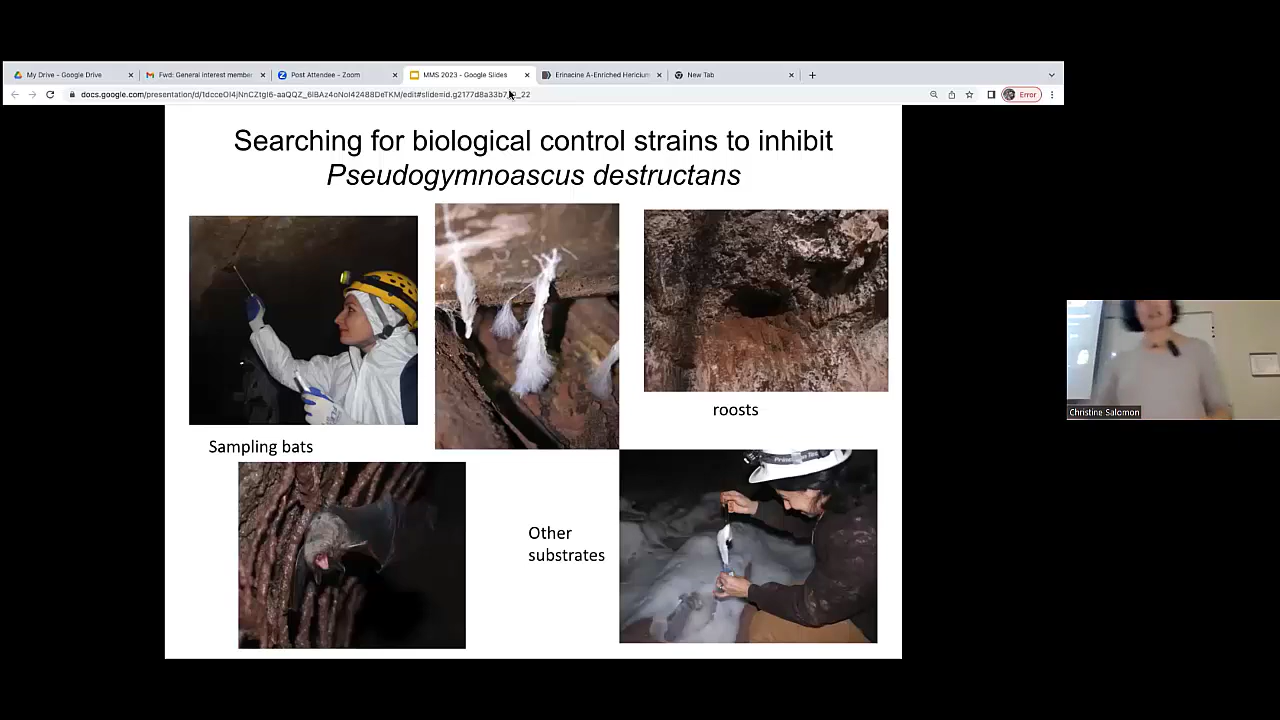 My Drive - Google Drive
Fwd: General interest membe
Post Attendee - Zoom
MMS 2023 - Google Slides
Erinacine A-Enriched Hericium
New Tab
Error
Searching for biological control strains to inhibit
Pseudogymnoascus destructans
roosts
Sampling bats
Other
substrates
Christine Salomon